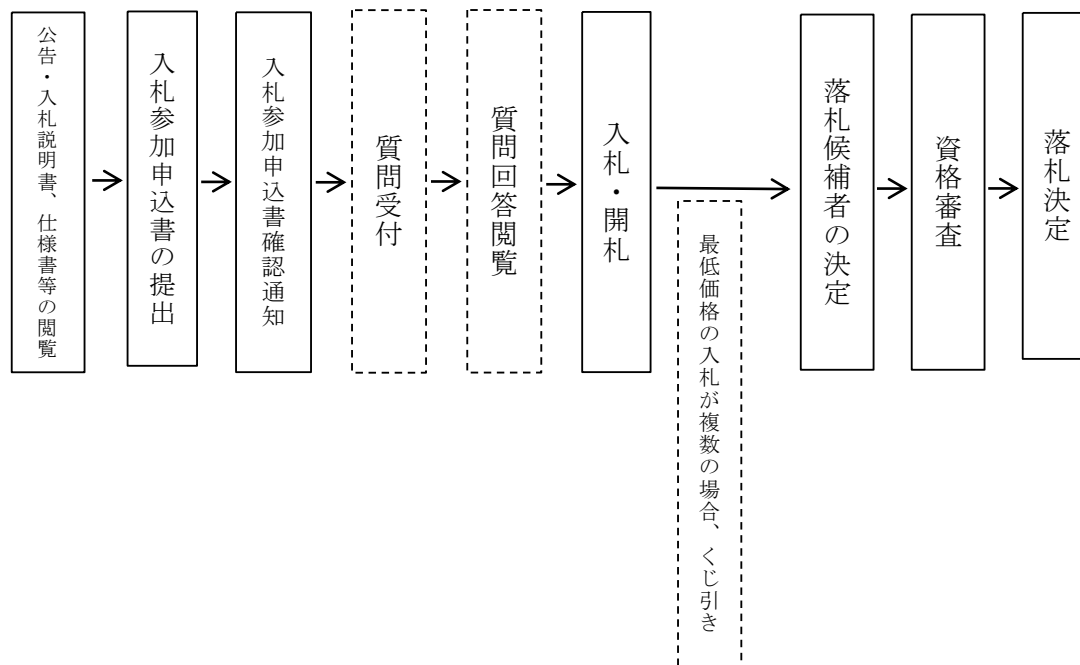 公告・入札説明書、仕様書等の閲覧
入札参加申込書の提出
入札参加申込書確認通知
質問受付
質問回答閲覧
入札・開札
最低価格の入札が複数の場合、くじ引き
落札候補者の決定
資格審査
落札決定